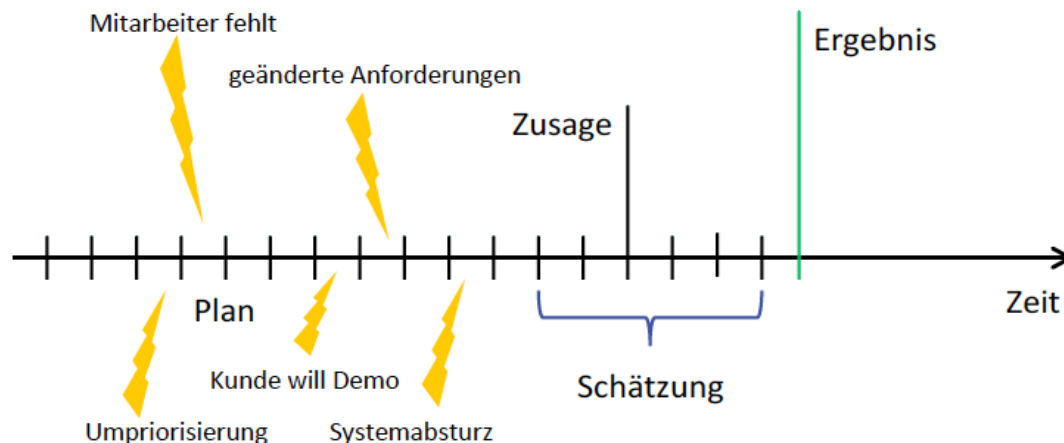 Mitarbeiter fehlt
geänderte Anforderungen
Ergebnis
Zusage
Plan
Zeit
Kunde will Demo
Schätzung
Umpriorisierung
Systemabsturz